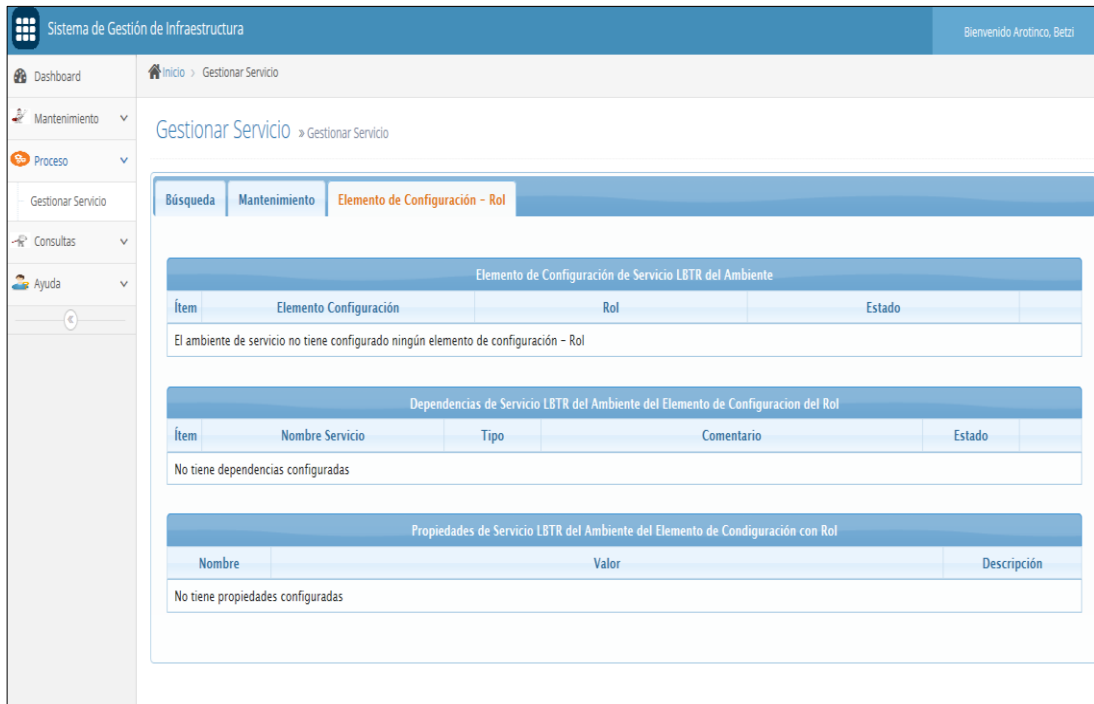 Sistema de Gestión de Infraestructura
Bienvenido Arotinco, Betzi
Dashboard
Inicio > Gestionar Servicio
Mantenimiento
Gestionar Servicio » Gestionar Servicio
Proceso
Gestionar Servicio
Búsqueda Mantenimiento Elemento de Configuración - Rol
Consultas
Ayuda
Elemento de Configuración de Servicio LBTR del Ambiente
Ítem Elemento Configuración Rol Estado
El ambiente de servicio no tiene configurado ningún elemento de configuración - Rol
Dependencias de Servicio LBTR del Ambiente del Elemento de Configuracion del Rol
Ítem Nombre Servicio Tipo Comentario Estado
No tiene dependencias configuradas
Propiedades de Servicio LBTR del Ambiente del Elemento de Condiguración con Rol
Nombre Valor Descripción
No tiene propiedades configuradas